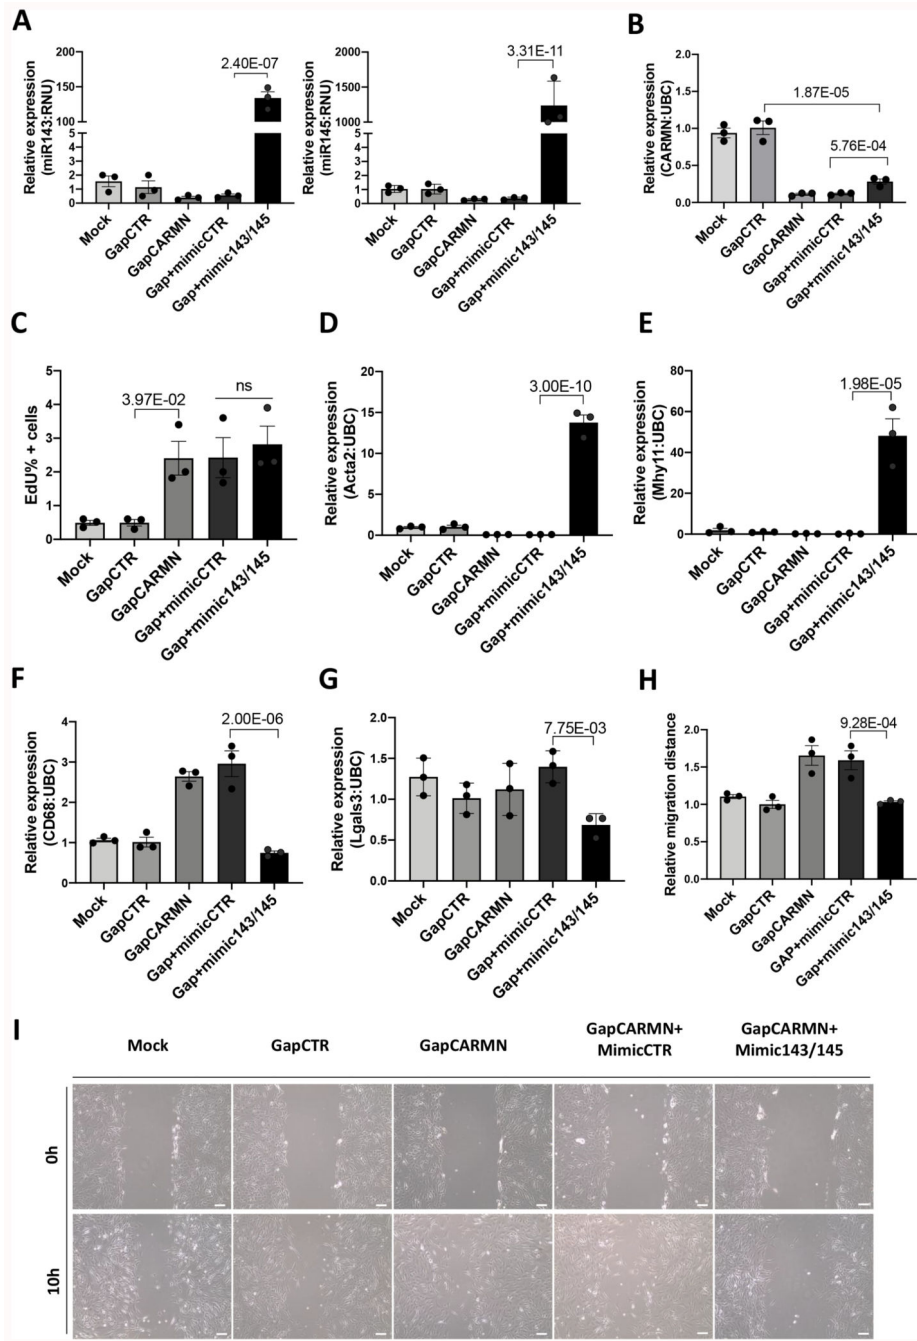 A
Relative expression
(miR143:RNU)
200
150
100
5
4
3
2
1
0
2.40E-07
Mock
GapCTR
GapCARMN
Gap+mimicCTR
Gap+mimic143/145
Relative expression
(miR145:RNU)
2000
1500
1000
5
4
3
2
1
0
3.31E-11
Mock
GapCTR
GapCARMN
Gap+mimicCTR
Gap+mimic143/145
B
Relative expression
(CARMN:UBC)
2.0
1.5
1.0
0.5
0.0
1.87E-05
5.76E-04
Mock
GapCTR
GapCARMN
Gap+mimicCTR
Gap+mimic143/145
C
EdU% + cells
5
4
3
2
1
0
3.97E-02
ns
Mock
GapCTR
GapCARMN
Gap+mimicCTR
Gap+mimic143/145
D
Relative expression
(Acta2:UBC)
20
15
10
5
0
3.00E-10
Mock
GapCTR
GapCARMN
Gap+mimicCTR
Gap+mimic143/145
E
Relative expression
(Mhy11:UBC)
80
60
40
20
0
1.98E-05
Mock
GapCTR
GapCARMN
Gap+mimicCTR
Gap+mimic143/145
F
Relative expression
(CD68:UBC)
4
3
2
1
0
2.00E-06
Mock
GapCTR
GapCARMN
Gap+mimicCTR
Gap+mimic143/145
G
Relative expression
(Lgals3:UBC)
2.0
1.5
1.0
0.5
0.0
7.75E-03
Mock
GapCTR
GapCARMN
Gap+mimicCTR
Gap+mimic143/145
H
Relative migration distance
2.0
1.5
1.0
0.5
0.0
9.28E-04
Mock
GapCTR
GapCARMN
GAP+mimicCTR
Gap+mimic143/145
I
Mock
GapCTR
GapCARMN
GapCARMN+
MimicCTR
GapCARMN+
Mimic143/145
0h
10h